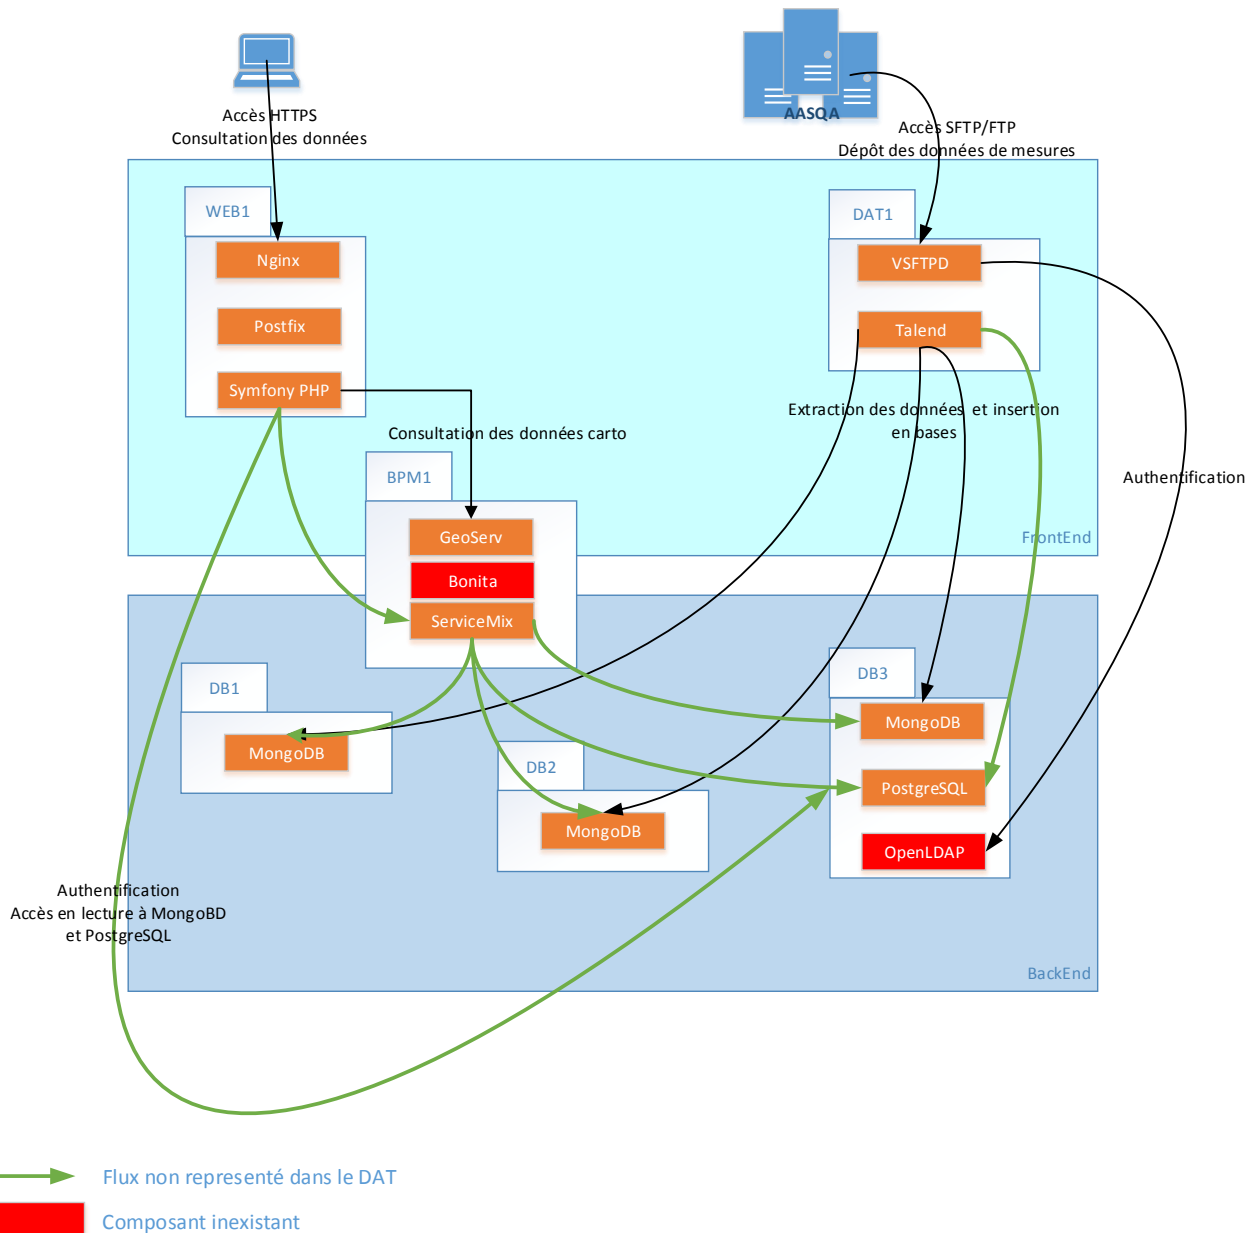 Accès HTTPS
Consultation des données
AASQA
Accès SFTP/FTP
Dépôt des données de mesures
WEB1
Nginx
Postfix
Symfony PHP
DAT1
VSFTPD
Talend
Extraction des données et insertion
en bases
Consultation des données carto
Authentification
BPM1
GeoServ
Bonita
ServiceMix
FrontEnd
DB1
MongoDB
DB2
MongoDB
DB3
MongoDB
PostgreSQL
OpenLDAP
Authentification
Accès en lecture à MongoBD
et PostgreSQL
BackEnd
Flux non representé dans le DAT
Composant inexistant